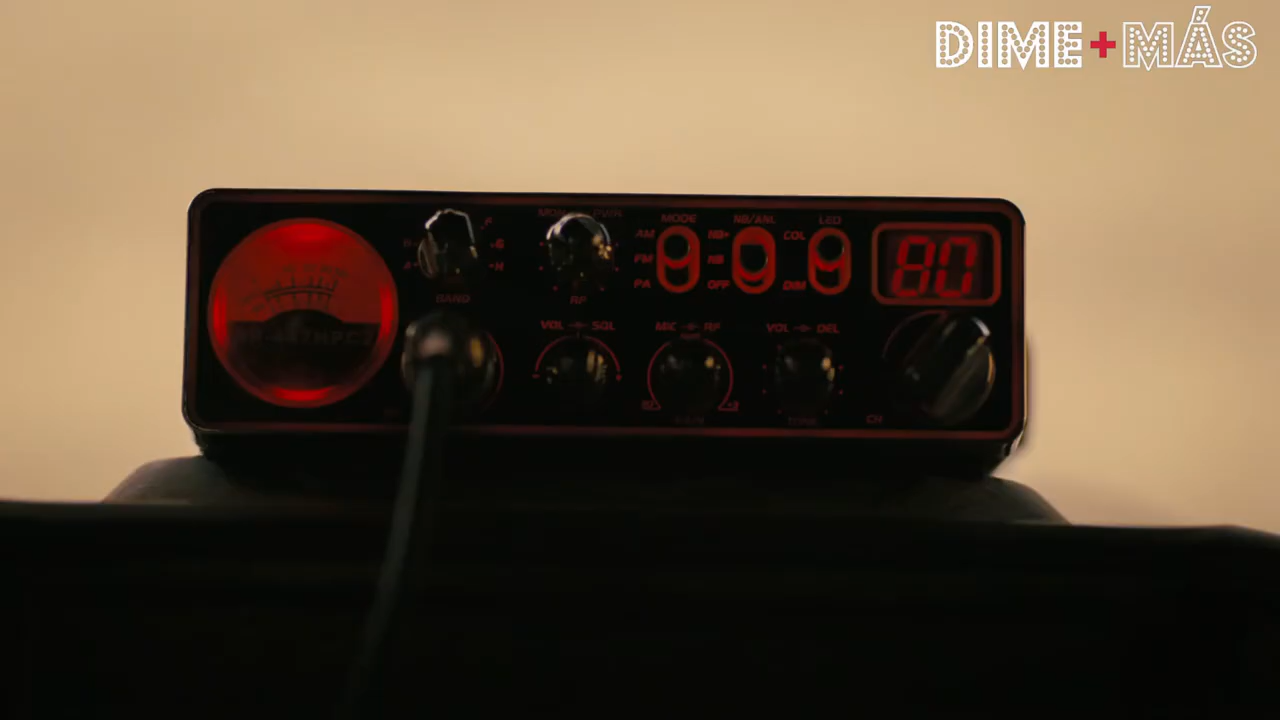 DIME+MÁS
MODE
NB/ANL
LED
AM
NB+
COL
FM
NB
PA
OFF
DIM
80
G
H
BAND
RF
VOL SQL
MIC RF
VOL DEL
CH